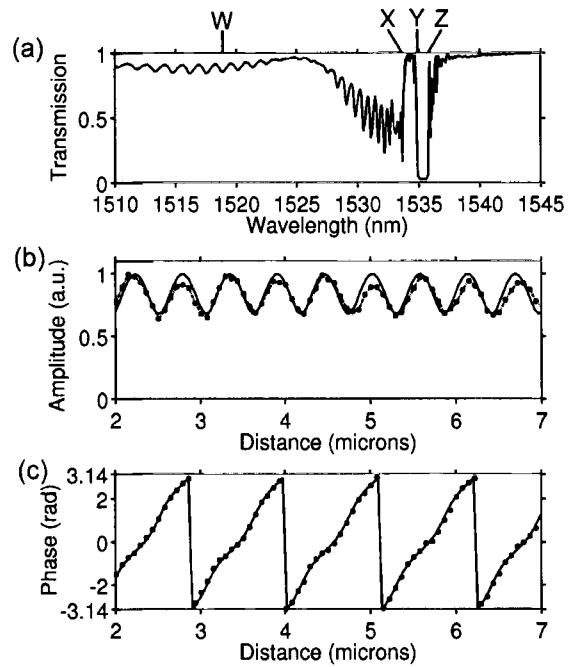 (a)
W X Y Z
Transmission
1
0.5
0
1510 1515 1520 1525 1530 1535 1540 1545
Wavelength (nm)
(b)
Amplitude (a.u.)
1
0.5
0
2 3 4 5 6 7
Distance (microns)
(c)
Phase (rad)
3.14
2
0
-2
-3.14
2 3 4 5 6 7
Distance (microns)